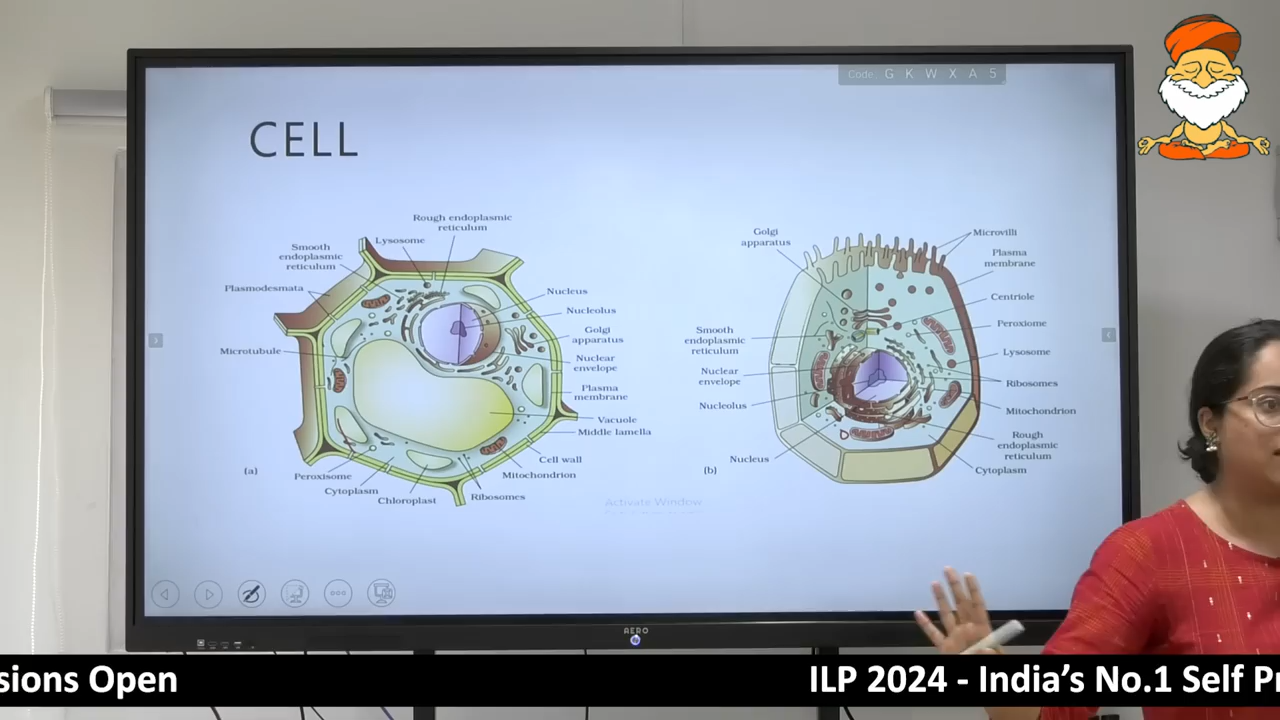 Code: G K W X A 5
CELL
Rough endoplasmic
reticulum
Lysosome
Smooth
endoplasmic
reticulum
Plasmodesmata
Microtubule
Nucleus
Nucleolus
Golgi
apparatus
Nuclear
envelope
Plasma
membrane
Vacuole
Middle lamella
Cell wall
Mitochondrion
Ribosomes
Chloroplast
Cytoplasm
Peroxisome
(a)
Golgi
apparatus
Microvilli
Plasma
membrane
Centriole
Peroxiome
Lysosome
Ribosomes
Mitochondrion
Rough
endoplasmic
reticulum
Cytoplasm
Smooth
endoplasmic
reticulum
Nuclear
envelope
Nucleolus
Nucleus
(b)
Activate Window
AERO
sions Open
ILP 2024 - India's No.1 Self Pr